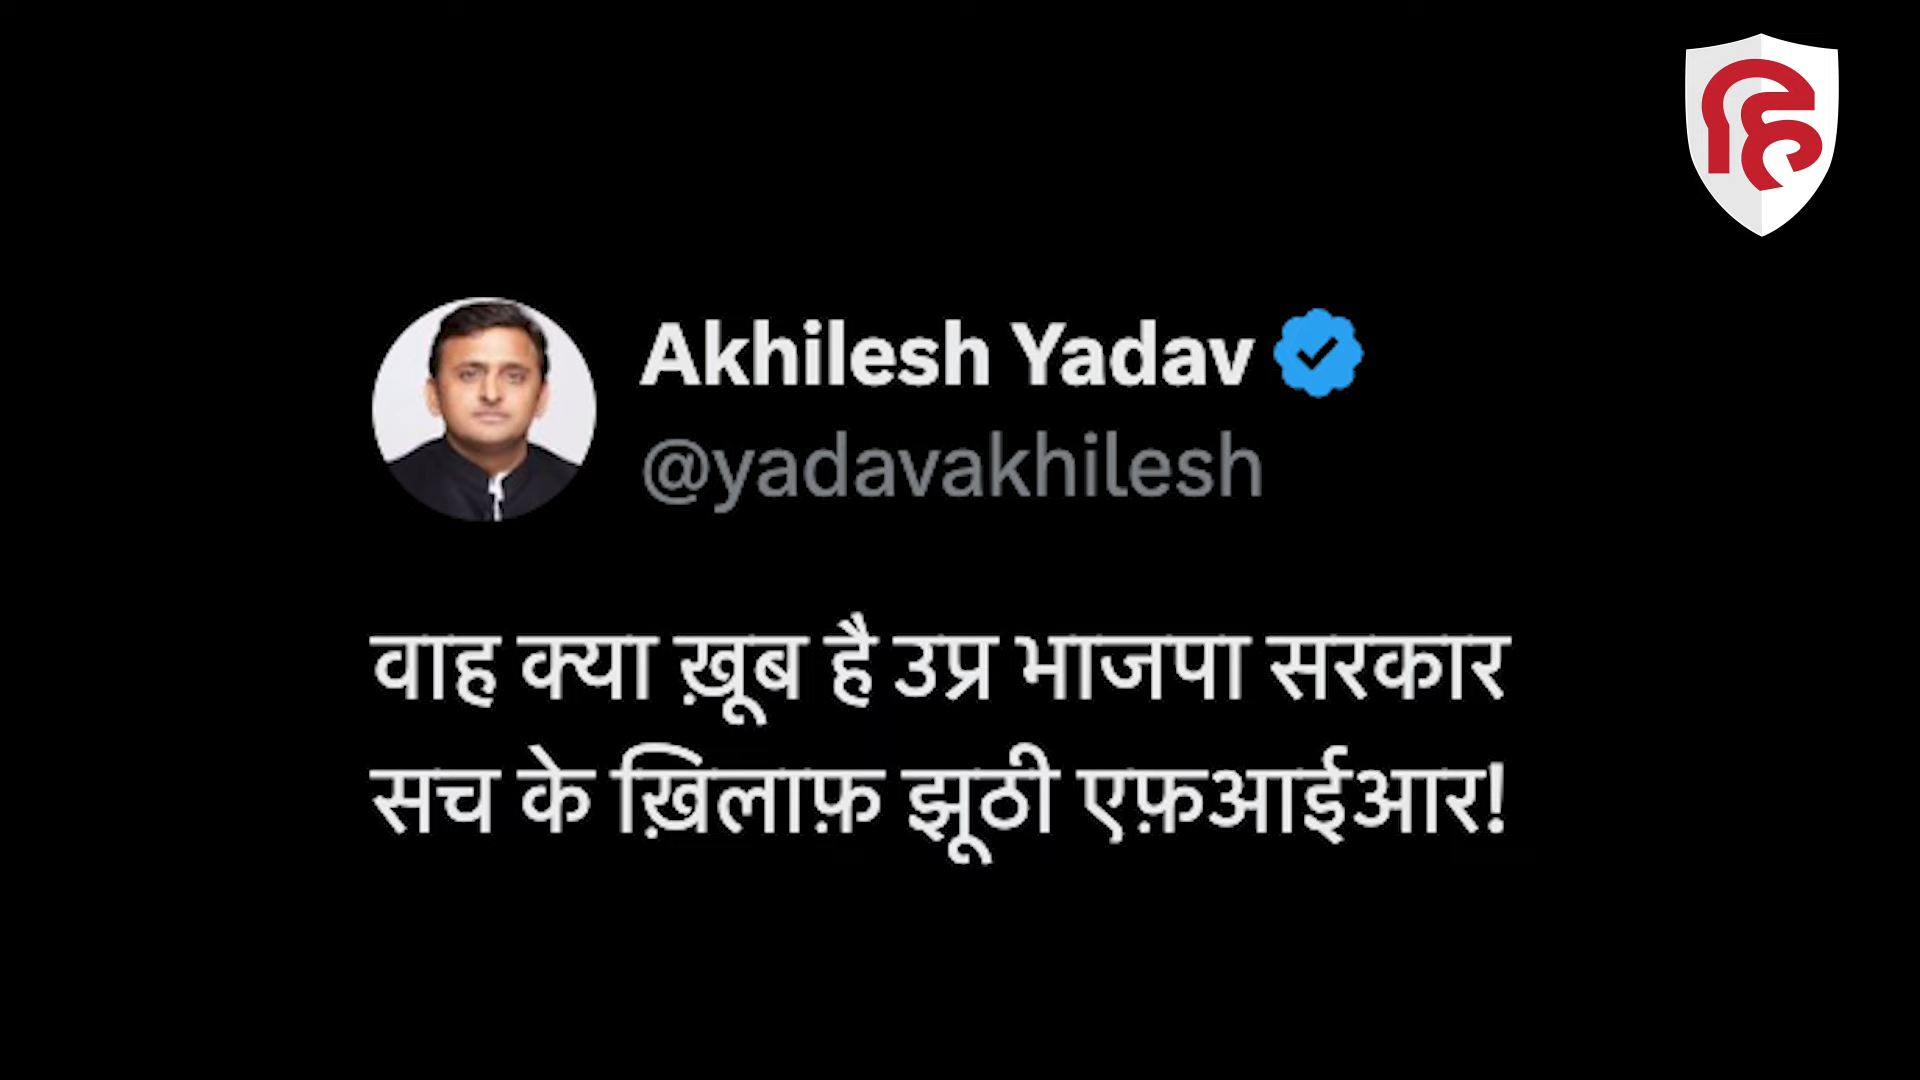 हि
Akhilesh Yadav
@yadavakhilesh
वाह क्या ख़ूब है उप्र भाजपा सरकार
सच के ख़िलाफ़ झूठी एफ़आईआर!